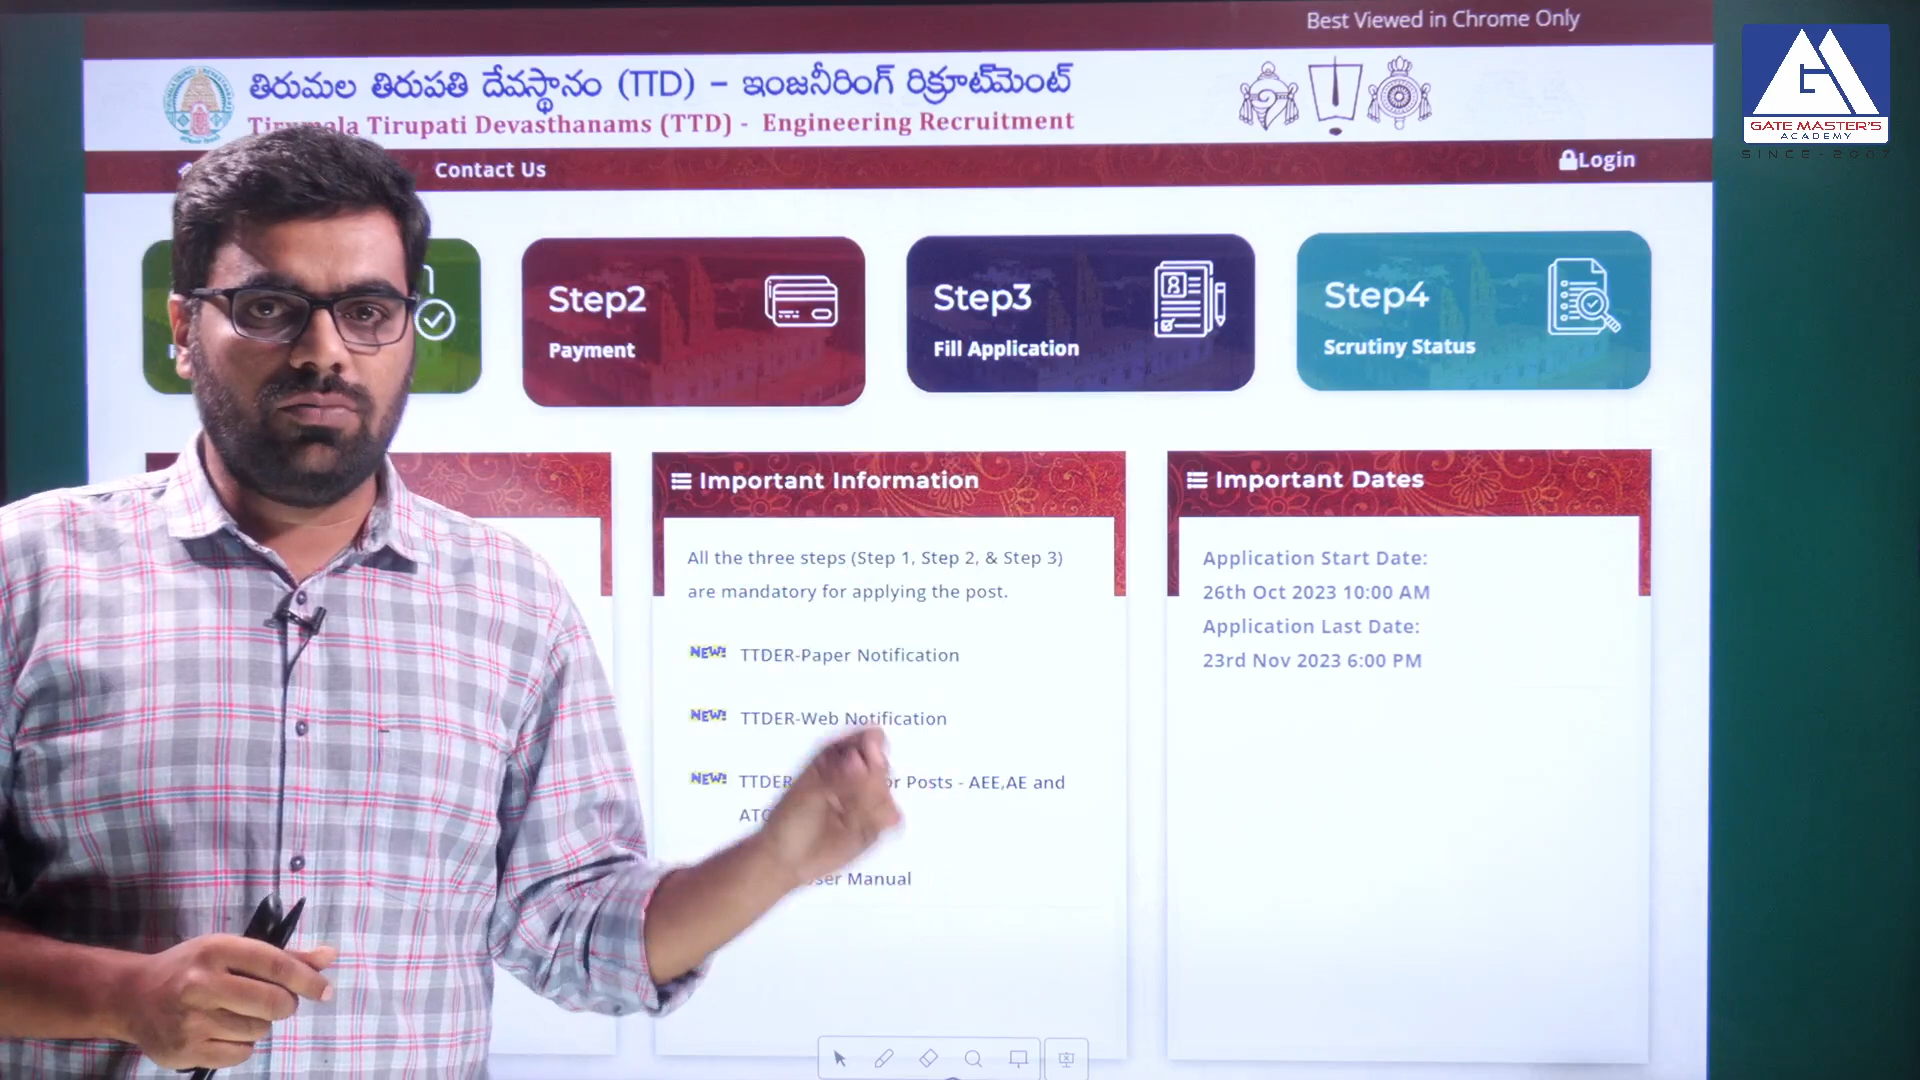 Best Viewed in Chrome Only
తిరుమల తిరుపతి దేవస్థానం (TTD) – ఇంజనీరింగ్ రిక్రూట్‌మెంట్
Tirumala Tirupati Devasthanams (TTD) - Engineering Recruitment
Contact Us
Login
Step2
Payment
Step3
Fill Application
Step4
Scrutiny Status
Important Information
All the three steps (Step 1, Step 2, & Step 3)
are mandatory for applying the post.
NEW! TTDER-Paper Notification
NEW! TTDER-Web Notification
NEW! TTDER- Posts - AEE,AE and
User Manual
Important Dates
Application Start Date:
26th Oct 2023 10:00 AM
Application Last Date:
23rd Nov 2023 6:00 PM
GATE MASTER'S
ACADEMY
SINCE-2007